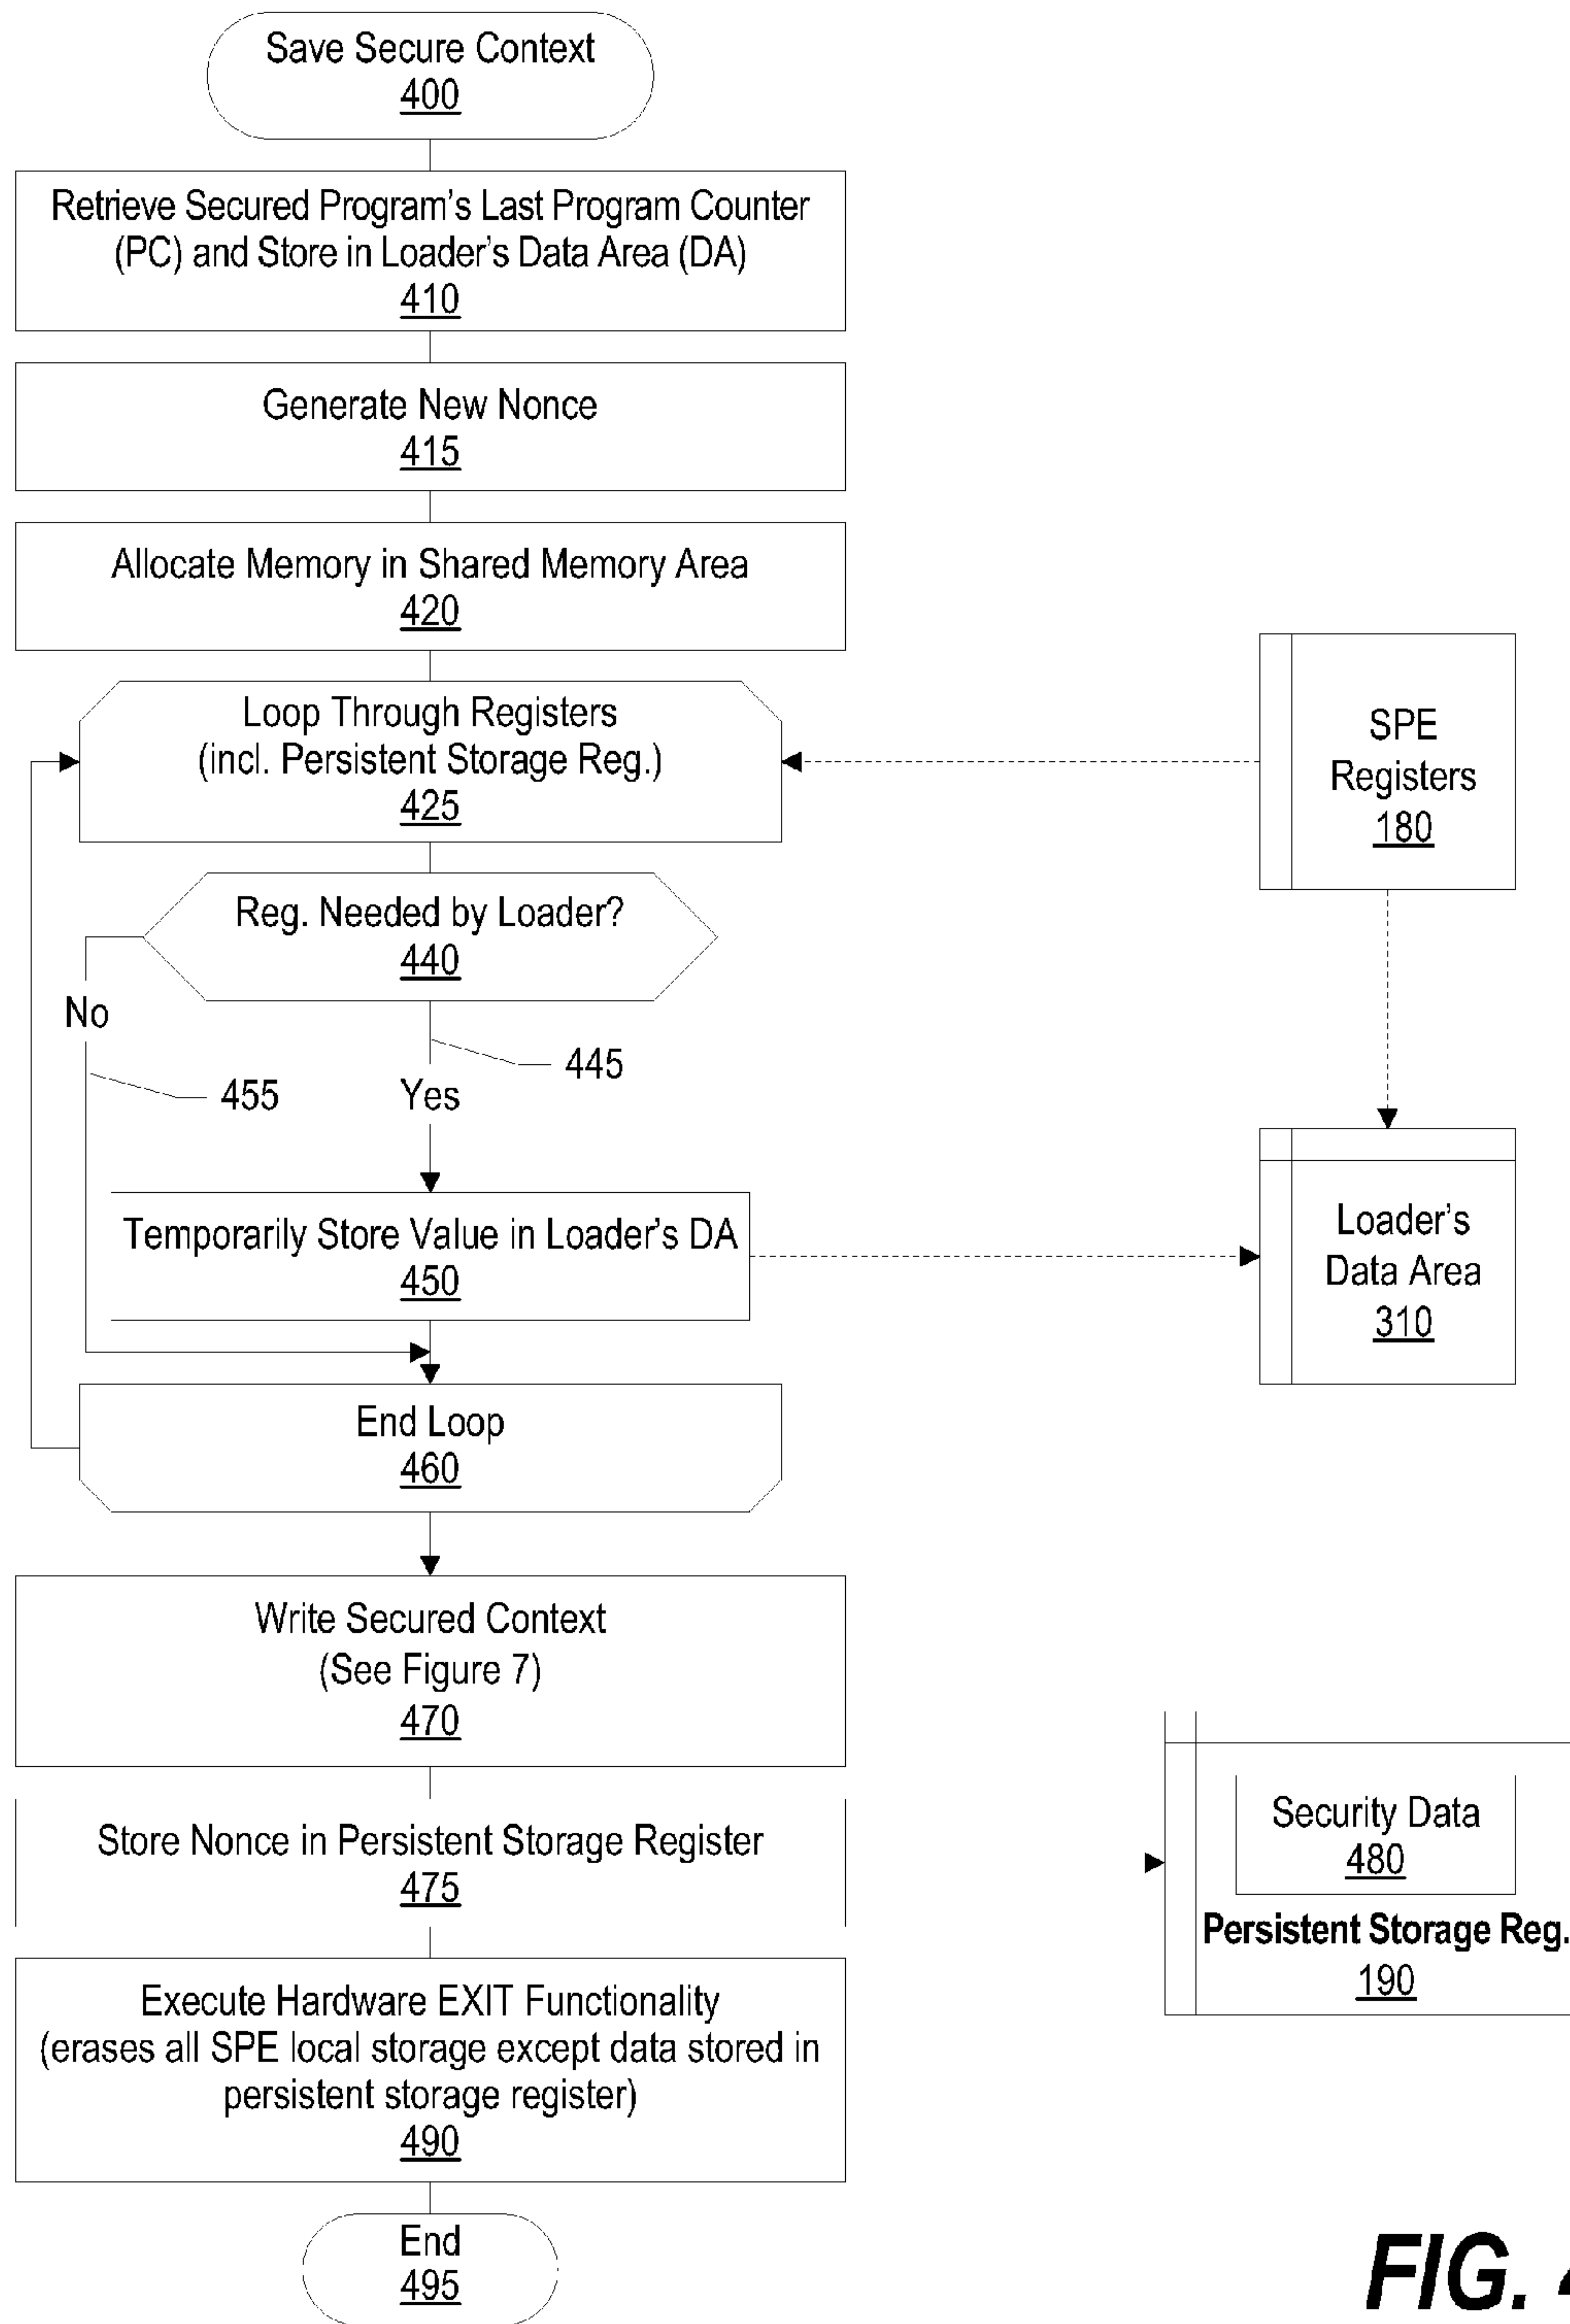 Save Secure Context
400
Retrieve Secured Program's Last Program Counter
(PC) and Store in Loader's Data Area (DA)
410
Generate New Nonce
415
Allocate Memory in Shared Memory Area
420
Loop Through Registers
(incl. Persistent Storage Reg.)
425
SPE
Registers
180
Reg. Needed by Loader?
440
No
445
455
Yes
Temporarily Store Value in Loader's DA
450
Loader's
Data Area
310
End Loop
460
Write Secured Context
(See Figure 7)
470
Store Nonce in Persistent Storage Register
475
Security Data
480
Persistent Storage Reg.
190
Execute Hardware EXIT Functionality
(erases all SPE local storage except data stored in
persistent storage register)
490
End
495
FIG. 4